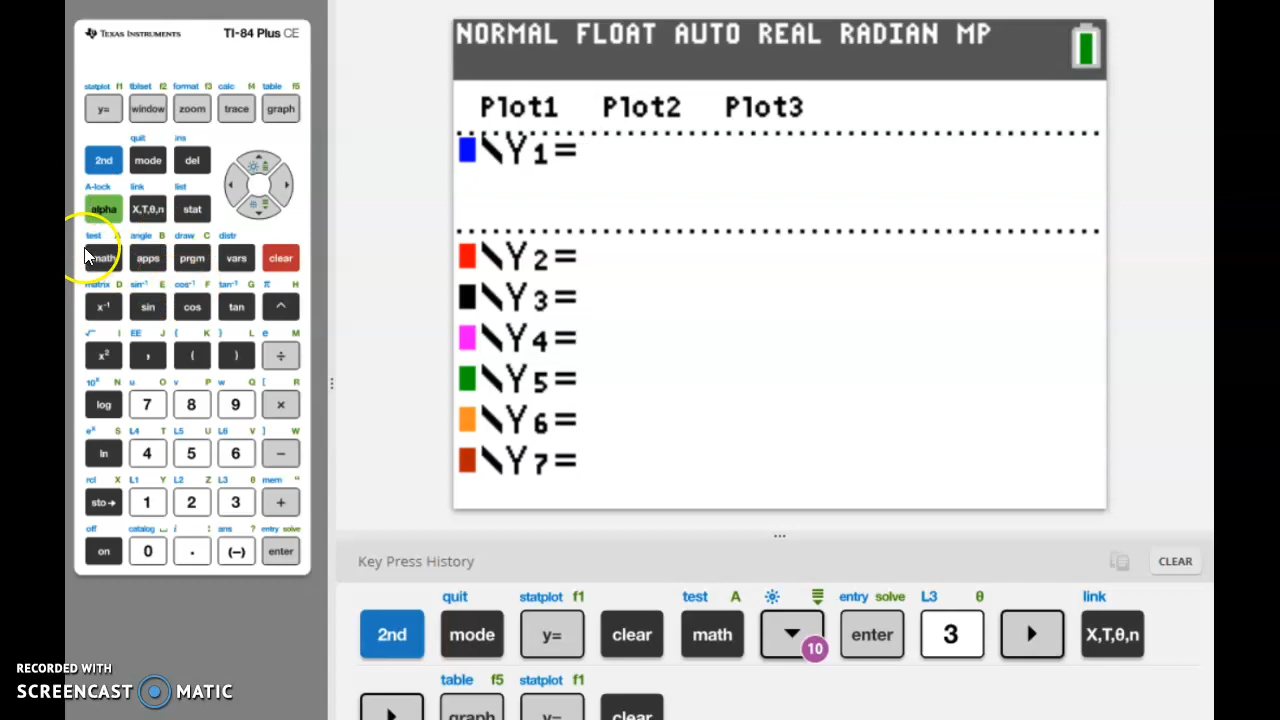 TEXAS INSTRUMENTS TI-84 Plus CE
statplot f1 tblset f2 format f3 calc f4 table f5
y= window zoom trace graph
quit ins
2nd mode del
A-lock link list
alpha X,T,θ,n stat
test A angle B draw C distr
math apps prgm vars clear
matrix D sin⁻¹ E cos⁻¹ F tan⁻¹ G π H
x⁻¹ sin cos tan ^
√‾ I EE J { K } L e M
x² , ( ) ÷
10ˣ N u O v P w Q [ R
log 7 8 9 ×
eˣ S L4 T L5 U L6 V ] W
ln 4 5 6 −
rcl X L1 Y L2 Z L3 θ mem "
sto→ 1 2 3 +
off catalog ⎵ i : ans ? entry solve
on 0 . (−) enter
NORMAL FLOAT AUTO REAL RADIAN MP
Plot1 Plot2 Plot3
\Y1=
\Y2=
\Y3=
\Y4=
\Y5=
\Y6=
\Y7=
Key Press History CLEAR
quit statplot f1 test A entry solve L3 θ link
2nd mode y= clear math 10 enter 3 X,T,θ,n
table f5 statplot f1
graph y= clear
RECORDED WITH
SCREENCAST MATIC